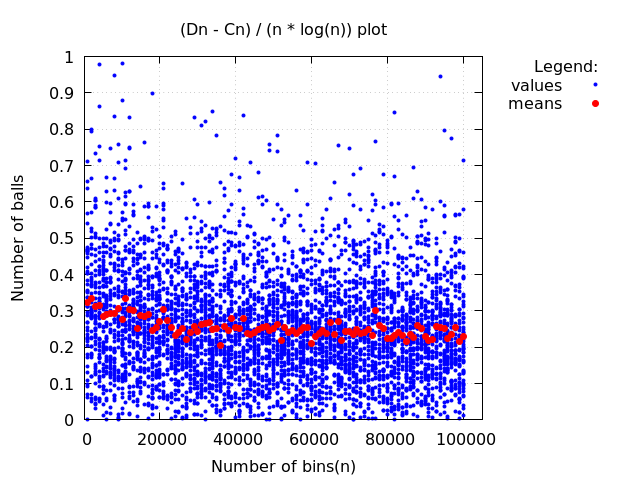 (Dn - Cn) / (n * log(n)) plot
Legend:
values
means
Number of balls
1
0.9
0.8
0.7
0.6
0.5
0.4
0.3
0.2
0.1
0
0 20000 40000 60000 80000 100000
Number of bins(n)